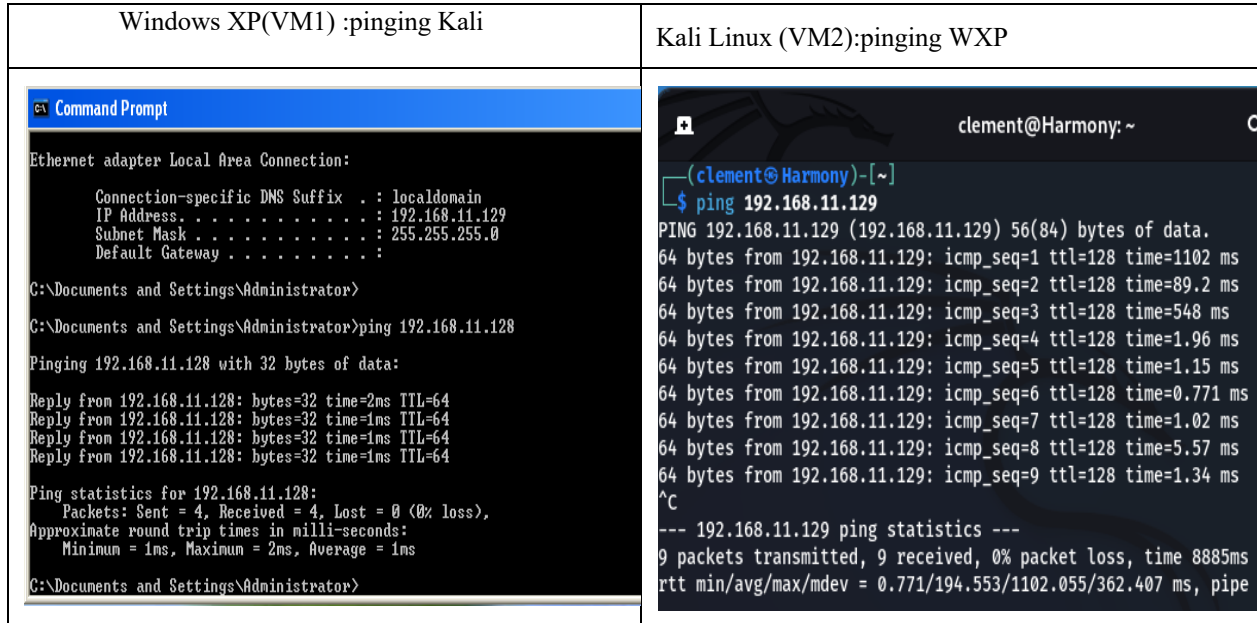 Windows XP(VM1) :pinging Kali
Command Prompt
Ethernet adapter Local Area Connection:
Connection-specific DNS Suffix  . : localdomain
IP Address. . . . . . . . . . . . : 192.168.11.129
Subnet Mask . . . . . . . . . . . : 255.255.255.0
Default Gateway . . . . . . . . . :
C:\Documents and Settings\Administrator>
C:\Documents and Settings\Administrator>ping 192.168.11.128
Pinging 192.168.11.128 with 32 bytes of data:
Reply from 192.168.11.128: bytes=32 time=2ms TTL=64
Reply from 192.168.11.128: bytes=32 time=1ms TTL=64
Reply from 192.168.11.128: bytes=32 time=1ms TTL=64
Reply from 192.168.11.128: bytes=32 time=1ms TTL=64
Ping statistics for 192.168.11.128:
Packets: Sent = 4, Received = 4, Lost = 0 (0% loss),
Approximate round trip times in milli-seconds:
Minimum = 1ms, Maximum = 2ms, Average = 1ms
C:\Documents and Settings\Administrator>
Kali Linux (VM2):pinging WXP
clement@Harmony: ~
(clement㉿Harmony)-[~]
$ ping 192.168.11.129
PING 192.168.11.129 (192.168.11.129) 56(84) bytes of data.
64 bytes from 192.168.11.129: icmp_seq=1 ttl=128 time=1102 ms
64 bytes from 192.168.11.129: icmp_seq=2 ttl=128 time=89.2 ms
64 bytes from 192.168.11.129: icmp_seq=3 ttl=128 time=548 ms
64 bytes from 192.168.11.129: icmp_seq=4 ttl=128 time=1.96 ms
64 bytes from 192.168.11.129: icmp_seq=5 ttl=128 time=1.15 ms
64 bytes from 192.168.11.129: icmp_seq=6 ttl=128 time=0.771 ms
64 bytes from 192.168.11.129: icmp_seq=7 ttl=128 time=1.02 ms
64 bytes from 192.168.11.129: icmp_seq=8 ttl=128 time=5.57 ms
64 bytes from 192.168.11.129: icmp_seq=9 ttl=128 time=1.34 ms
^C
--- 192.168.11.129 ping statistics ---
9 packets transmitted, 9 received, 0% packet loss, time 8885ms
rtt min/avg/max/mdev = 0.771/194.553/1102.055/362.407 ms, pipe